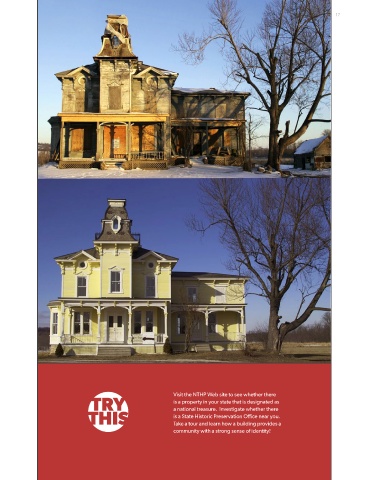 TRY
THIS
Visit the NTHP Web site to see whether there
is a property in your state that is designated as
a national treasure. Investigate whether there
is a State Historic Preservation Office near you.
Take a tour and learn how a building provides a
community with a strong sense of identity!